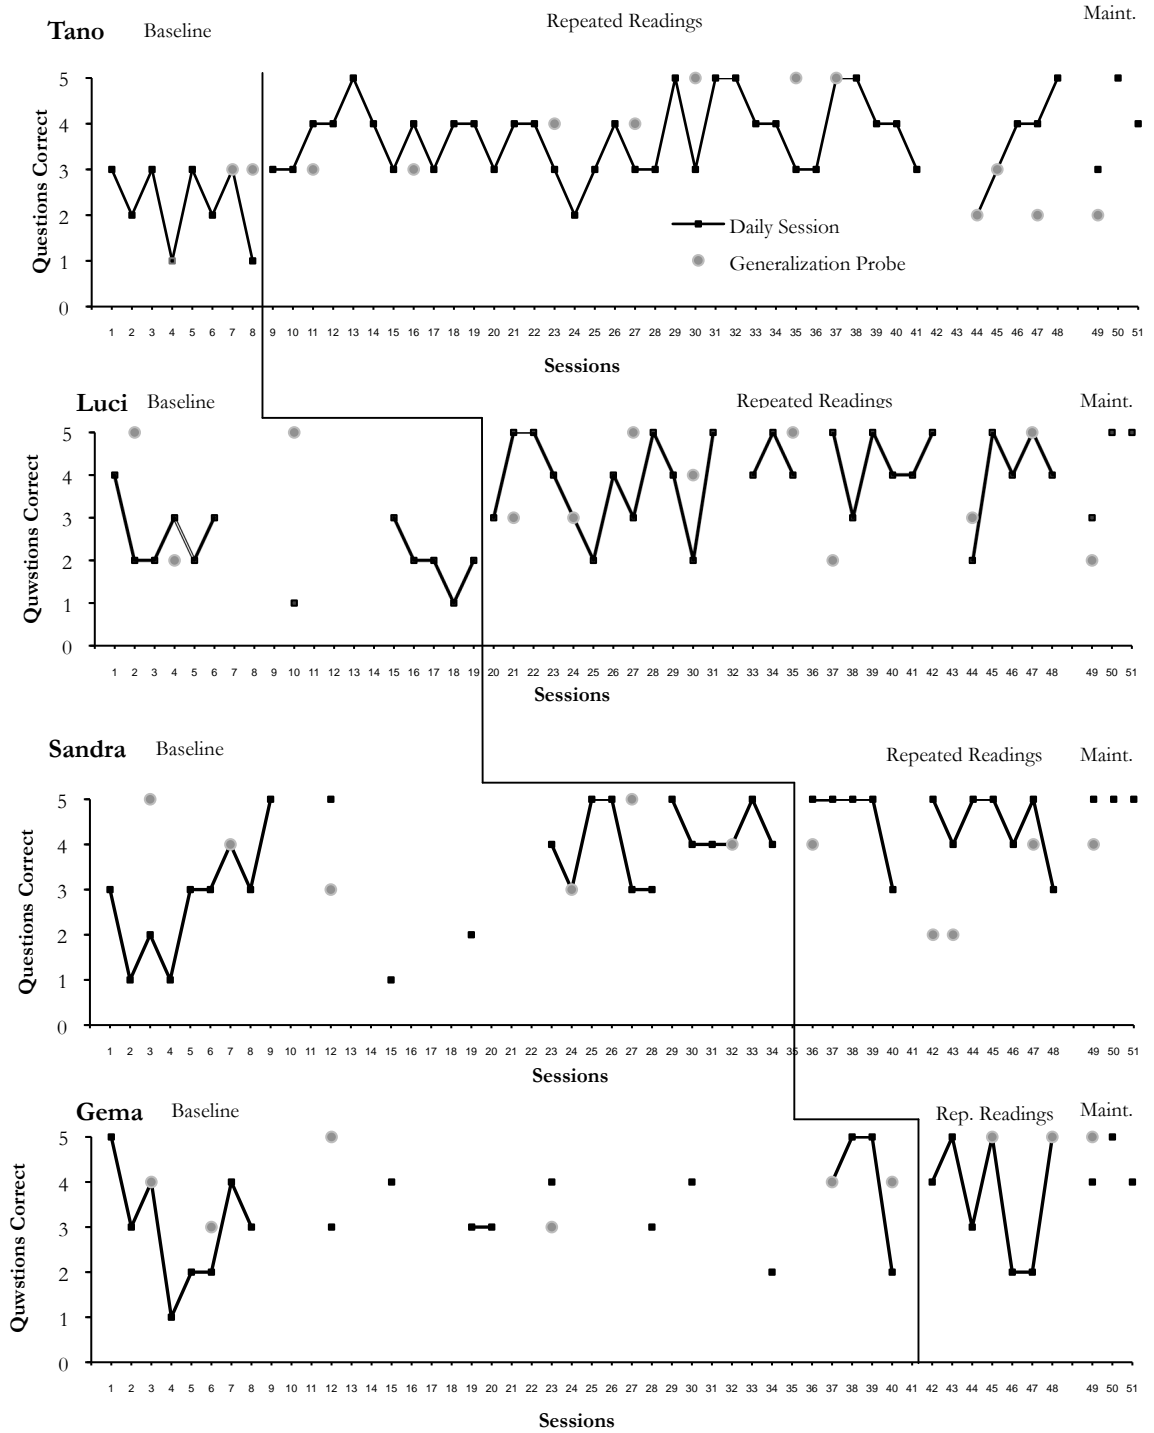 Tano Baseline Repeated Readings Maint.
Questions Correct
5
4
3
2
1
0
Daily Session
Generalization Probe
1 2 3 4 5 6 7 8 9 10 11 12 13 14 15 16 17 18 19 20 21 22 23 24 25 26 27 28 29 30 31 32 33 34 35 36 37 38 39 40 41 42 43 44 45 46 47 48 49 50 51
Sessions
Luci Baseline Repeated Readings Maint.
Quwstions Correct
5
4
3
2
1
0
1 2 3 4 5 6 7 8 9 10 11 12 13 14 15 16 17 18 19 20 21 22 23 24 25 26 27 28 29 30 31 32 33 34 35 36 37 38 39 40 41 42 43 44 45 46 47 48 49 50 51
Sessions
Sandra Baseline Repeated Readings Maint.
Questions Correct
5
4
3
2
1
0
1 2 3 4 5 6 7 8 9 10 11 12 13 14 15 16 17 18 19 20 21 22 23 24 25 26 27 28 29 30 31 32 33 34 35 36 37 38 39 40 41 42 43 44 45 46 47 48 49 50 51
Sessions
Gema Baseline Rep. Readings Maint.
Quwstions Correct
5
4
3
2
1
0
1 2 3 4 5 6 7 8 9 10 11 12 13 14 15 16 17 18 19 20 21 22 23 24 25 26 27 28 29 30 31 32 33 34 35 36 37 38 39 40 41 42 43 44 45 46 47 48 49 50 51
Sessions